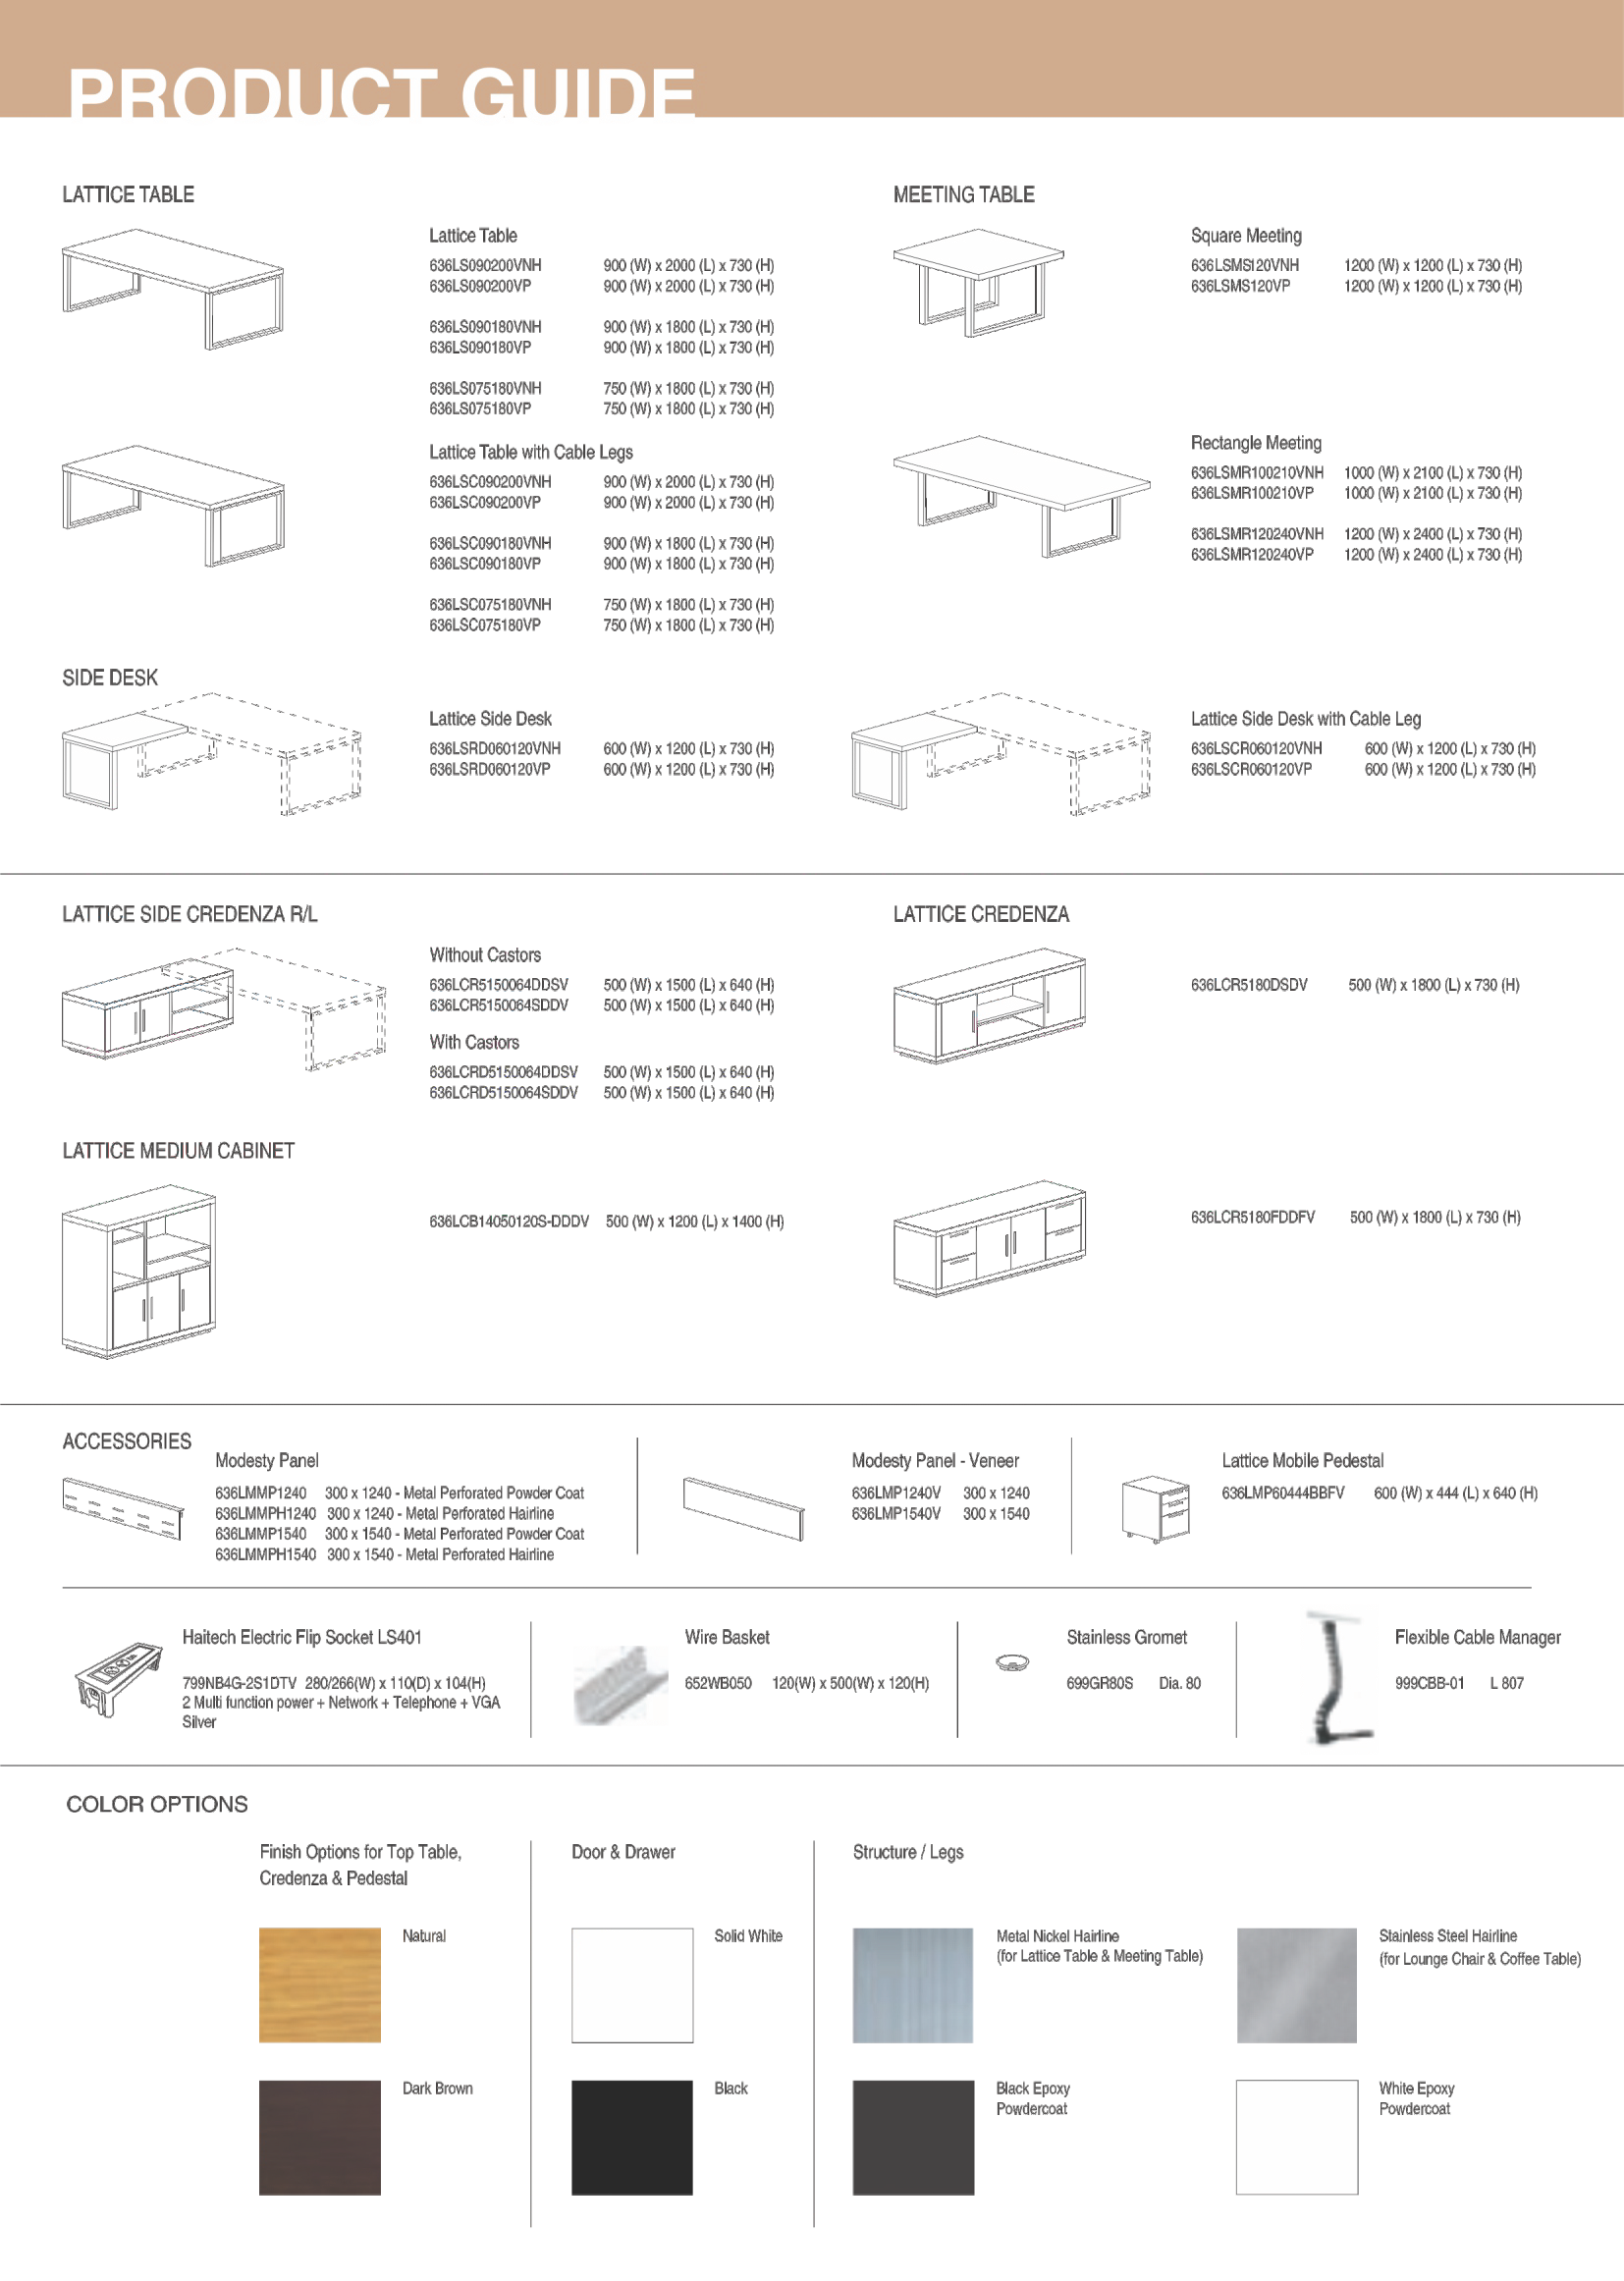 PRODUCT GUIDE
LATTICE TABLE
Lattice Table
636LS090200VNH 900 (W) x 2000 (L) x 730 (H)
636LS090200VP 900 (W) x 2000 (L) x 730 (H)
636LS090180VNH 900 (W) x 1800 (L) x 730 (H)
636LS090180VP 900 (W) x 1800 (L) x 730 (H)
636LS075180VNH 750 (W) x 1800 (L) x 730 (H)
636LS075180VP 750 (W) x 1800 (L) x 730 (H)
Lattice Table with Cable Legs
636LSC090200VNH 900 (W) x 2000 (L) x 730 (H)
636LSC090200VP 900 (W) x 2000 (L) x 730 (H)
636LSC090180VNH 900 (W) x 1800 (L) x 730 (H)
636LSC090180VP 900 (W) x 1800 (L) x 730 (H)
636LSC075180VNH 750 (W) x 1800 (L) x 730 (H)
636LSC075180VP 750 (W) x 1800 (L) x 730 (H)
MEETING TABLE
Square Meeting
636LSMS120VNH 1200 (W) x 1200 (L) x 730 (H)
636LSMS120VP 1200 (W) x 1200 (L) x 730 (H)
Rectangle Meeting
636LSMR100210VNH 1000 (W) x 2100 (L) x 730 (H)
636LSMR100210VP 1000 (W) x 2100 (L) x 730 (H)
636LSMR120240VNH 1200 (W) x 2400 (L) x 730 (H)
636LSMR120240VP 1200 (W) x 2400 (L) x 730 (H)
SIDE DESK
Lattice Side Desk
636LSRD060120VNH 600 (W) x 1200 (L) x 730 (H)
636LSRD060120VP 600 (W) x 1200 (L) x 730 (H)
Lattice Side Desk with Cable Leg
636LSCR060120VNH 600 (W) x 1200 (L) x 730 (H)
636LSCR060120VP 600 (W) x 1200 (L) x 730 (H)
LATTICE SIDE CREDENZA R/L
Without Castors
636LCR5150064DDSV 500 (W) x 1500 (L) x 640 (H)
636LCR5150064SDDV 500 (W) x 1500 (L) x 640 (H)
With Castors
636LCRD5150064DDSV 500 (W) x 1500 (L) x 640 (H)
636LCRD5150064SDDV 500 (W) x 1500 (L) x 640 (H)
LATTICE CREDENZA
636LCR5180DSDV 500 (W) x 1800 (L) x 730 (H)
LATTICE MEDIUM CABINET
636LCB14050120S-DDDV 500 (W) x 1200 (L) x 1400 (H)
636LCR5180FDDFV 500 (W) x 1800 (L) x 730 (H)
ACCESSORIES
Modesty Panel
636LMMP1240 300 x 1240 - Metal Perforated Powder Coat
636LMMPH1240 300 x 1240 - Metal Perforated Hairline
636LMMP1540 300 x 1540 - Metal Perforated Powder Coat
636LMMPH1540 300 x 1540 - Metal Perforated Hairline
Modesty Panel - Veneer
636LMP1240V 300 x 1240
636LMP1540V 300 x 1540
Lattice Mobile Pedestal
636LMP60444BBFV 600 (W) x 444 (L) x 640 (H)
Haitech Electric Flip Socket LS401
799NB4G-2S1DTV 280/266(W) x 110(D) x 104(H)
2 Multi function power + Network + Telephone + VGA
Silver
Wire Basket
652WB050 120(W) x 500(W) x 120(H)
Stainless Gromet
699GR80S Dia. 80
Flexible Cable Manager
999CBB-01 L 807
COLOR OPTIONS
Finish Options for Top Table,
Credenza & Pedestal
Natural
Dark Brown
Door & Drawer
Solid White
Black
Structure / Legs
Metal Nickel Hairline
(for Lattice Table & Meeting Table)
Stainless Steel Hairline
(for Lounge Chair & Coffee Table)
Black Epoxy
Powdercoat
White Epoxy
Powdercoat